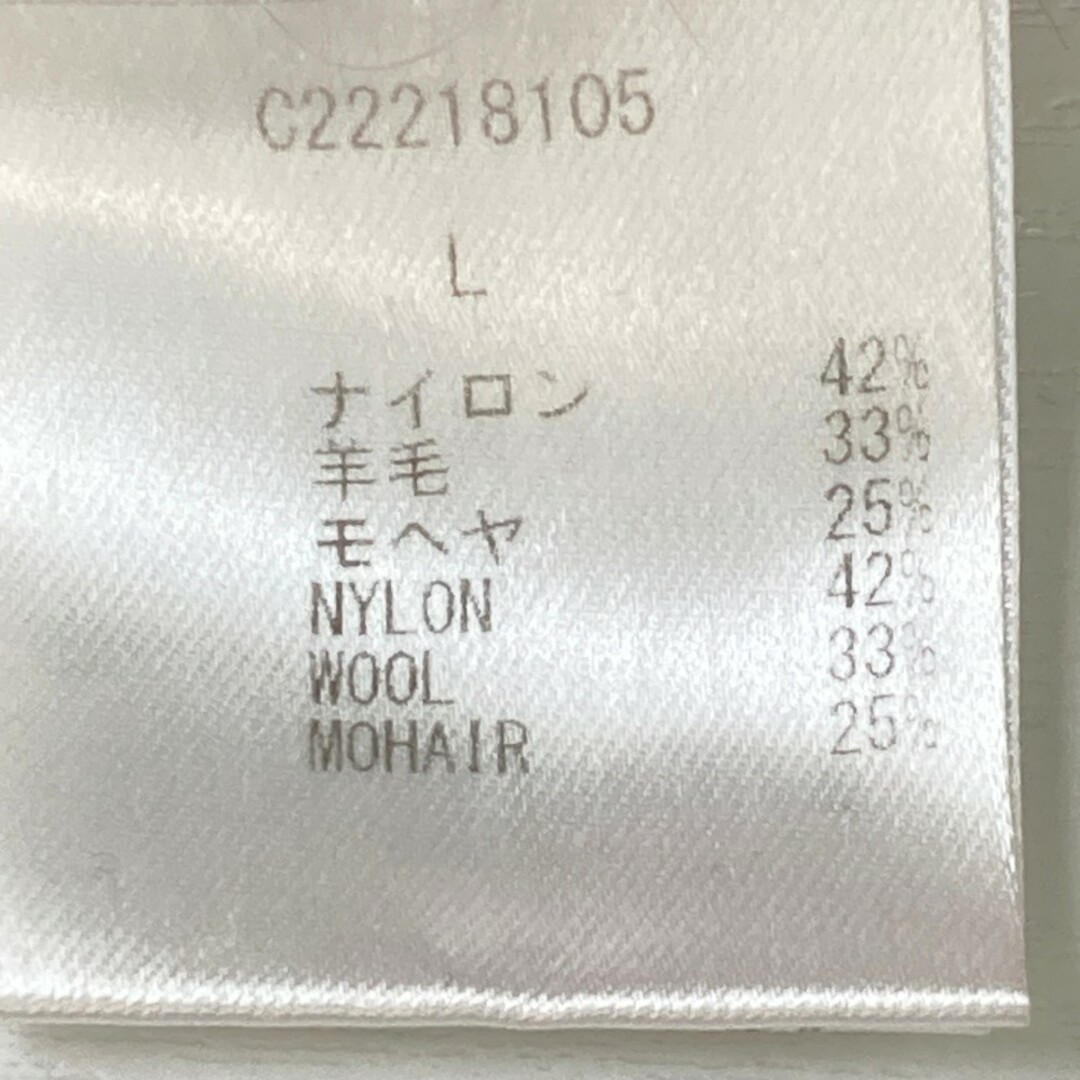 C22218105
L
ナイロン 42%
羊毛 33%
モヘヤ 25%
NYLON 42%
WOOL 33%
MOHAIR 25%